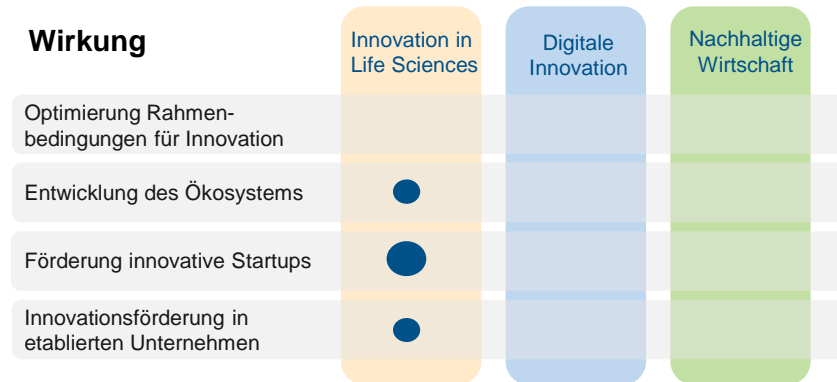 Wirkung
Innovation in
Life Sciences
Digitale
Innovation
Nachhaltige
Wirtschaft
Optimierung Rahmen-
bedingungen für Innovation
Entwicklung des Ökosystems
Förderung innovative Startups
Innovationsförderung in
etablierten Unternehmen